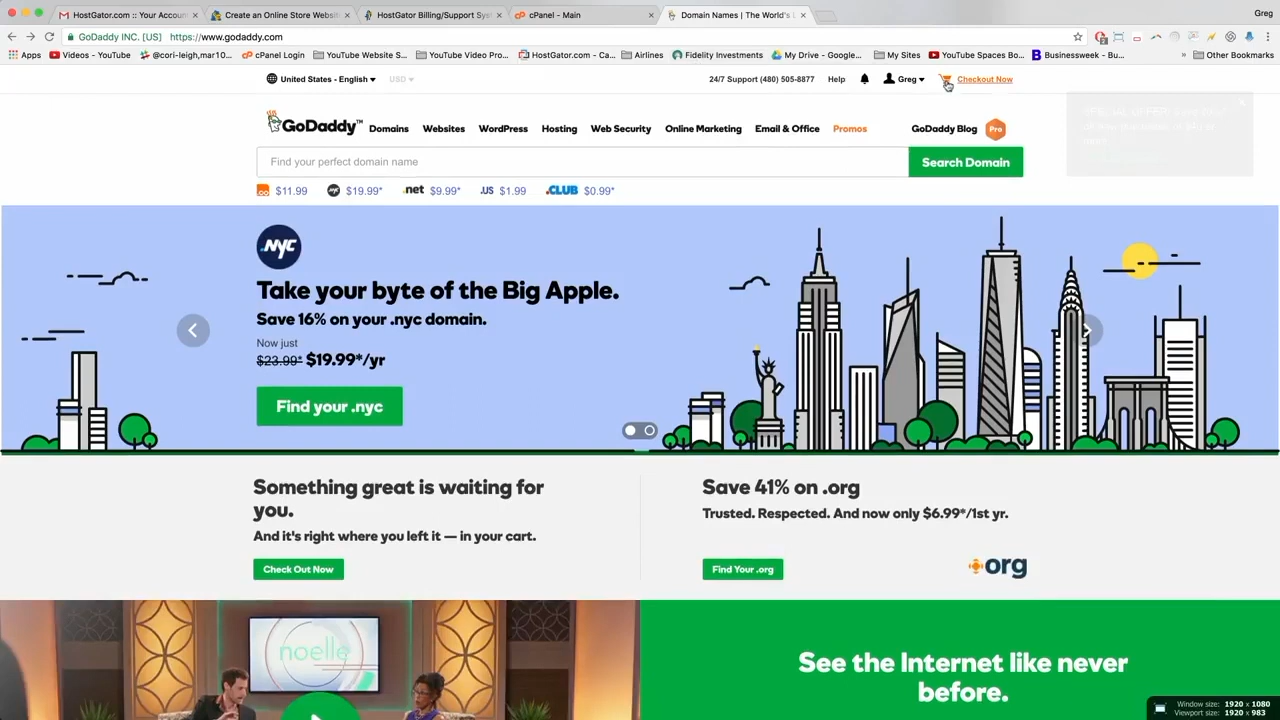 Greg
HostGator.com :: Your Accoun
Create an Online Store Websit
HostGator Billing/Support Sys
cPanel - Main
Domain Names | The World's L
GoDaddy INC. [US]
https://www.godaddy.com
Apps
Videos - YouTube
@cori-leigh,mar10...
cPanel Login
YouTube Website S...
YouTube Video Pro...
HostGator.com - Ca...
Airlines
Fidelity Investments
My Drive - Google...
My Sites
YouTube Spaces Bo...
Businessweek - Bu...
»
Other Bookmarks
United States - English
USD
24/7 Support (480) 505-8877
Help
Greg
Checkout Now
GoDaddy™
Domains
Websites
WordPress
Hosting
Web Security
Online Marketing
Email & Office
Promos
GoDaddy Blog
Pro
Find your perfect domain name
Search Domain
$11.99
$19.99*
.net $9.99*
.US $1.99
.CLUB $0.99*
.NYC
Take your byte of the Big Apple.
Save 16% on your .nyc domain.
Now just
$23.99* $19.99*/yr
Find your .nyc
Something great is waiting for
you.
And it's right where you left it — in your cart.
Check Out Now
Save 41% on .org
Trusted. Respected. And now only $6.99*/1st yr.
Find Your .org
org
noelle
See the Internet like never
before.
Window size: 1920 x 1080
Viewport size: 1920 x 983